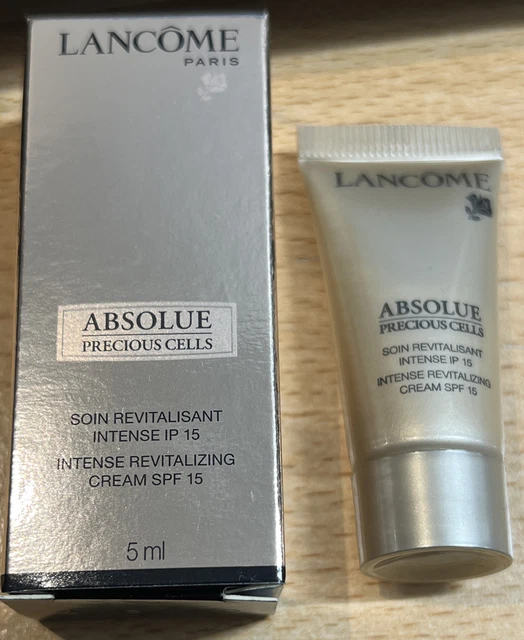 LANCÔME
PARIS
ABSOLUE
PRECIOUS CELLS
SOIN REVITALISANT
INTENSE IP 15
INTENSE REVITALIZING
CREAM SPF 15
5 ml
LANCÔME
ABSOLUE
PRECIOUS CELLS
SOIN REVITALISANT
INTENSE IP 15
INTENSE REVITALIZING
CREAM SPF 15